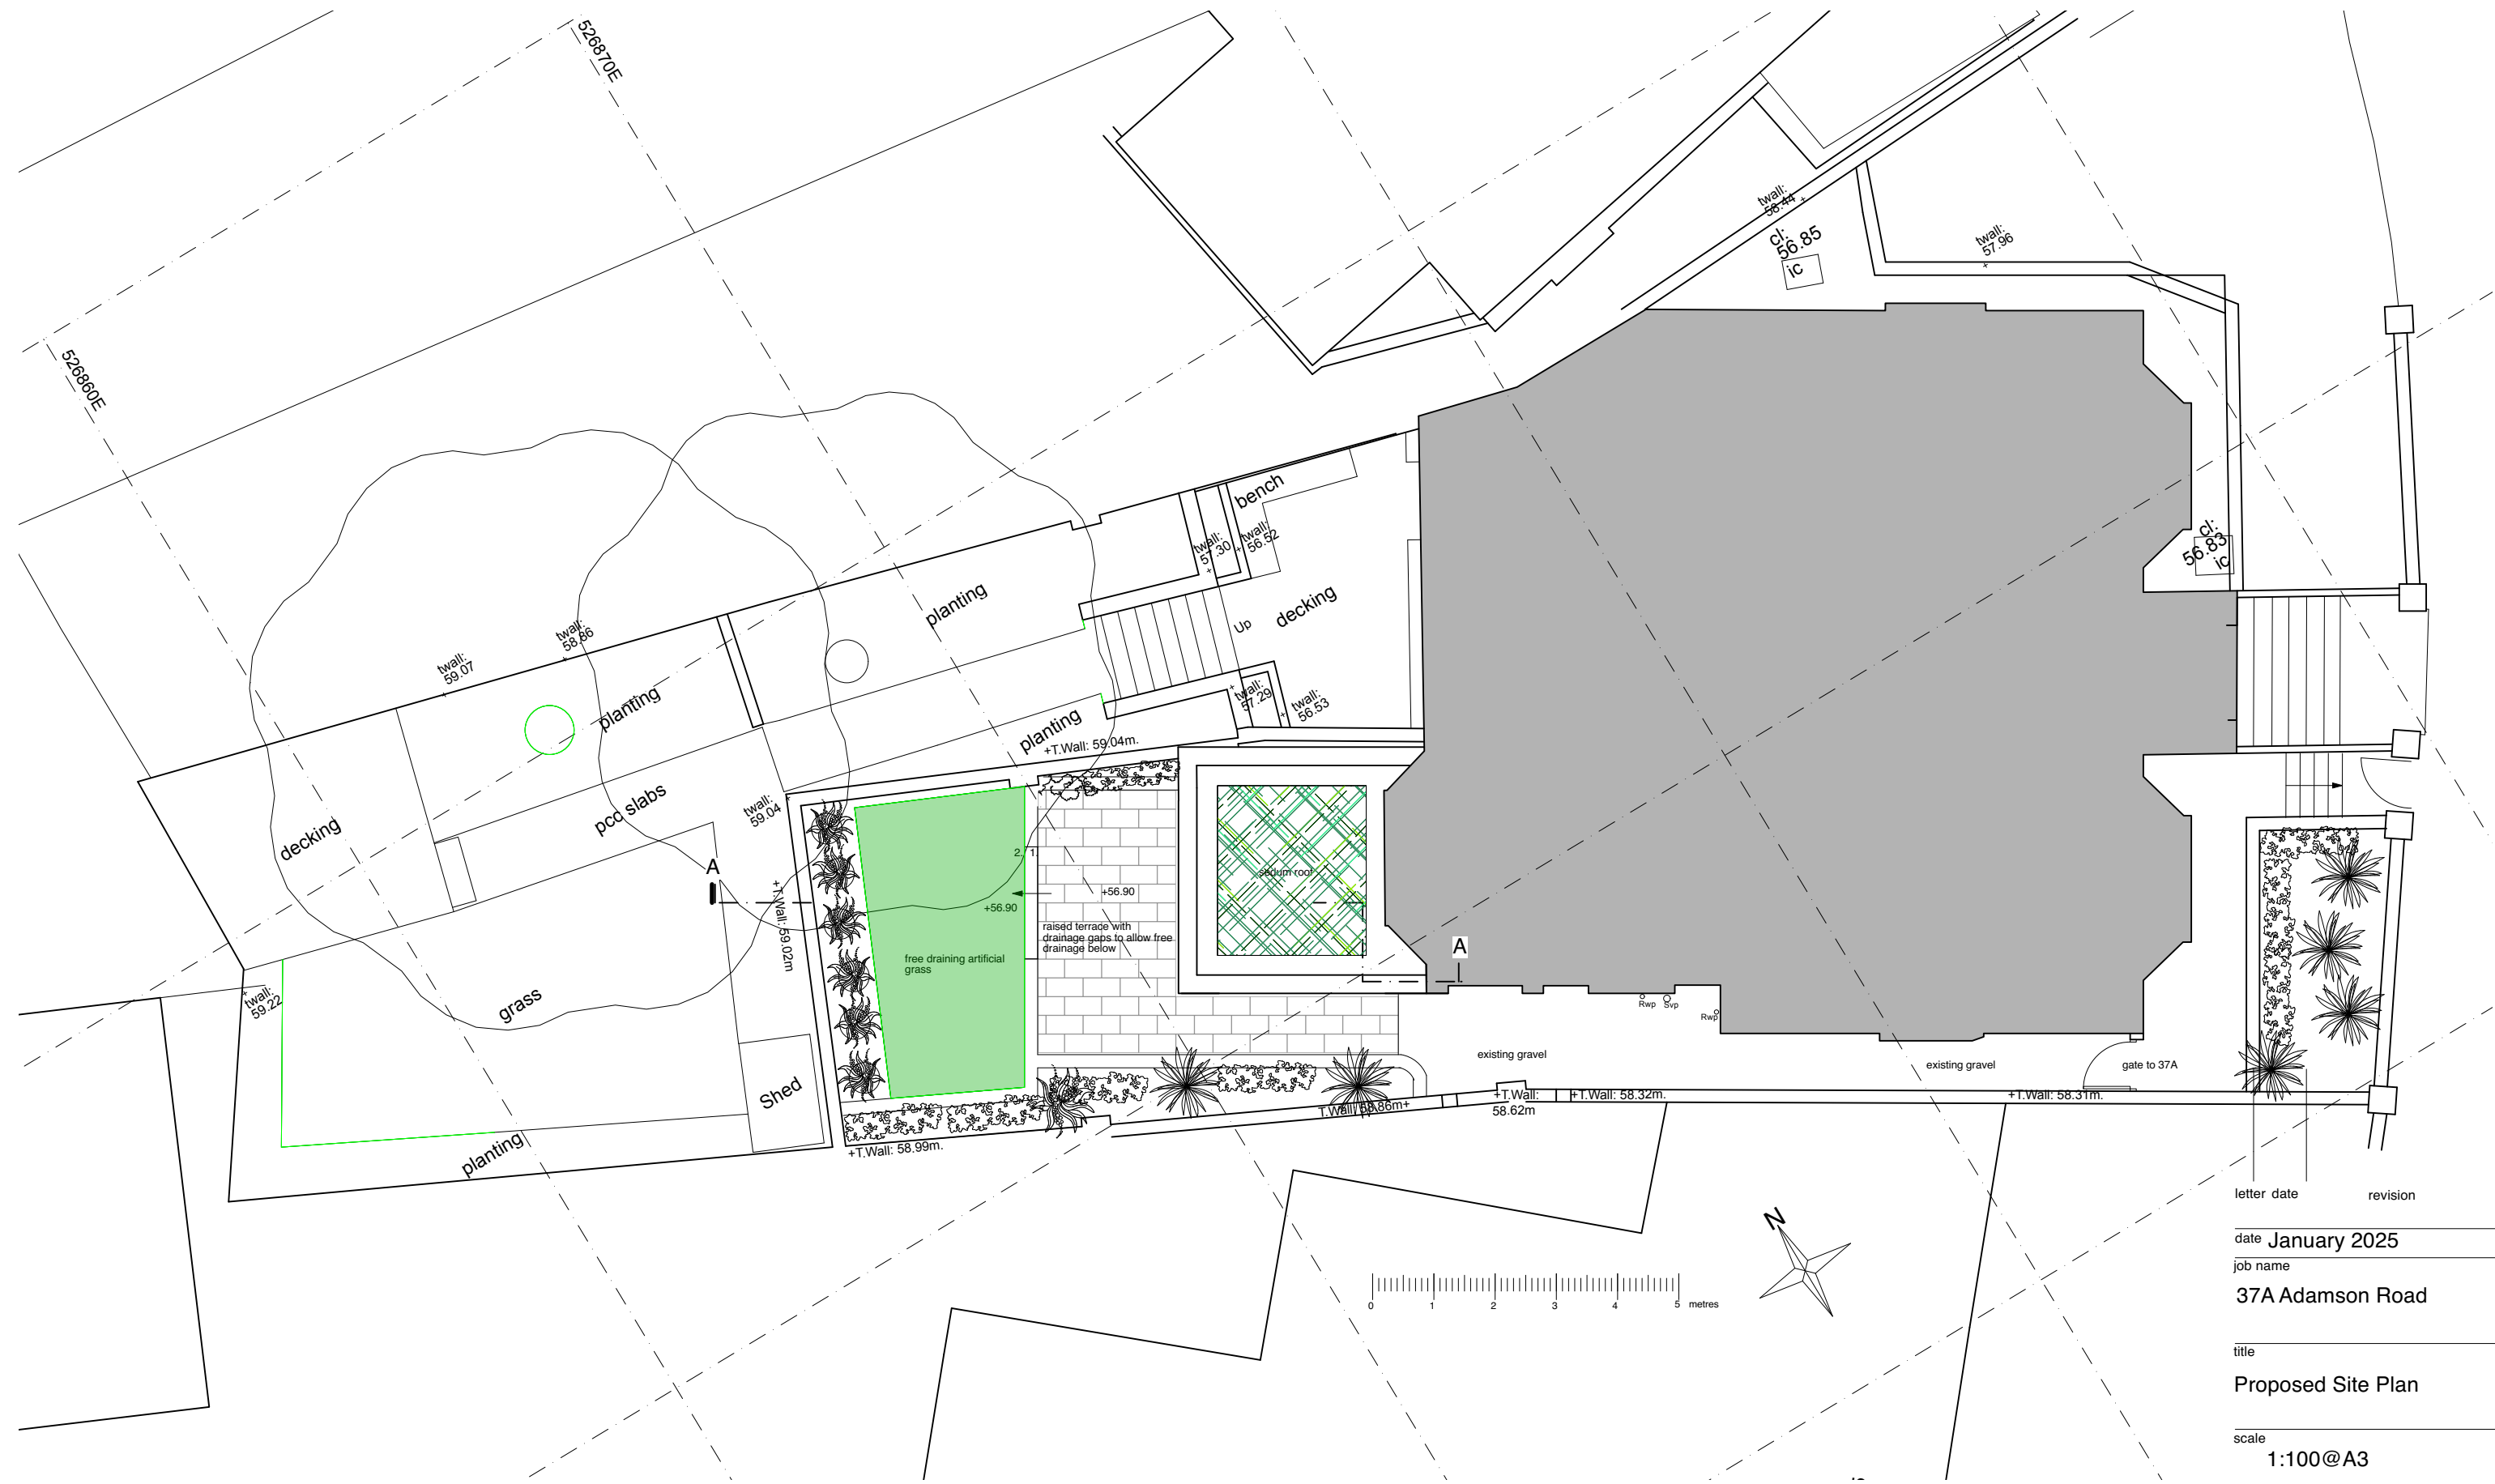 526870E
526860E
twall:
58.44
cl:
56.85
ic
twall:
57.96
bench
twall:
57.30
twall:
56.52
cl:
56.83
ic
decking
Up
planting
twall:
58.86
twall:
59.07
planting
twall:
57.29
twall:
56.53
planting
+T.Wall: 59.04m.
pcc slabs
twall:
59.04
decking
A
+T.Wall: 59.02m
2.
1.
+56.90
+56.90
sedum roof
raised terrace with
drainage gaps to allow free
drainage below
free draining artificial
grass
A
twall:
59.22
grass
Rwp
Svp
Rwp
existing gravel
existing gravel
gate to 37A
Shed
planting
+T.Wall: 58.99m.
T.Wall: 58.86m+
+T.Wall:
58.62m
+T.Wall: 58.32m.
+T.Wall: 58.31m.
N
0 1 2 3 4 5 metres
letter date revision
date January 2025
job name
37A Adamson Road
title
Proposed Site Plan
scale
1:100@A3